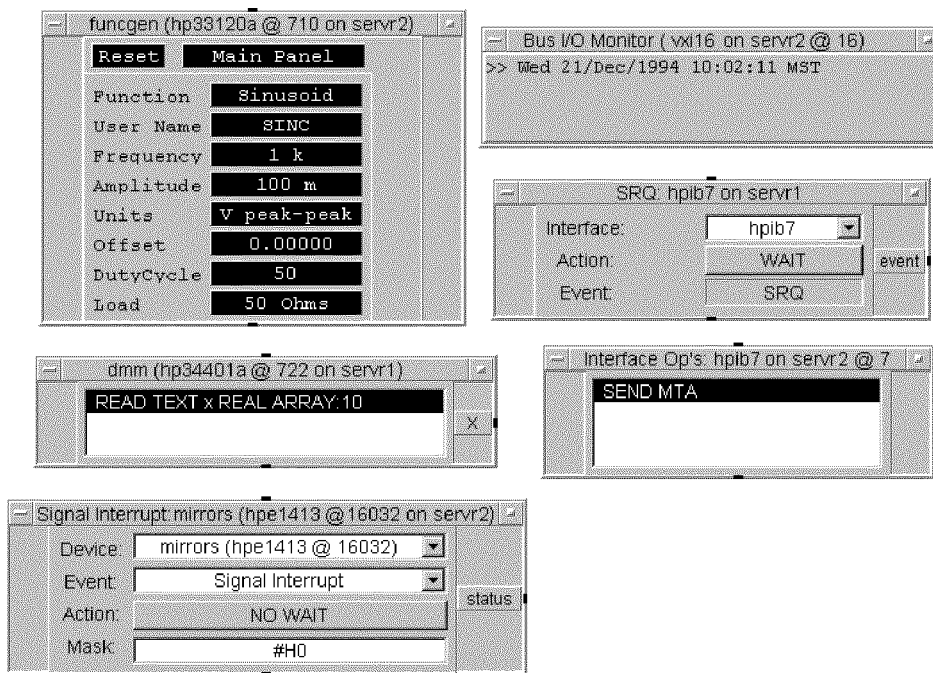 funcgen (hp33120a @ 710 on servr2)
Reset Main Panel
Function Sinusoid
User Name SINC
Frequency 1 k
Amplitude 100 m
Units V peak-peak
Offset 0.00000
DutyCycle 50
Load 50 Ohms
Bus I/O Monitor ( vxi16 on servr2 @ 16)
>> Wed 21/Dec/1994 10:02:11 MST
SRQ: hpib7 on servr1
Interface: hpib7
Action: WAIT
event
Event: SRQ
dmm (hp34401a @ 722 on servr1)
READ TEXT x REAL ARRAY:10
X
Interface Op's: hpib7 on servr2 @ 7
SEND MTA
Signal Interrupt:mirrors (hpe1413 @16032 on servr2)
Device: mirrors (hpe1413 @ 16032)
Event: Signal Interrupt
status
Action: NO WAIT
Mask: #H0